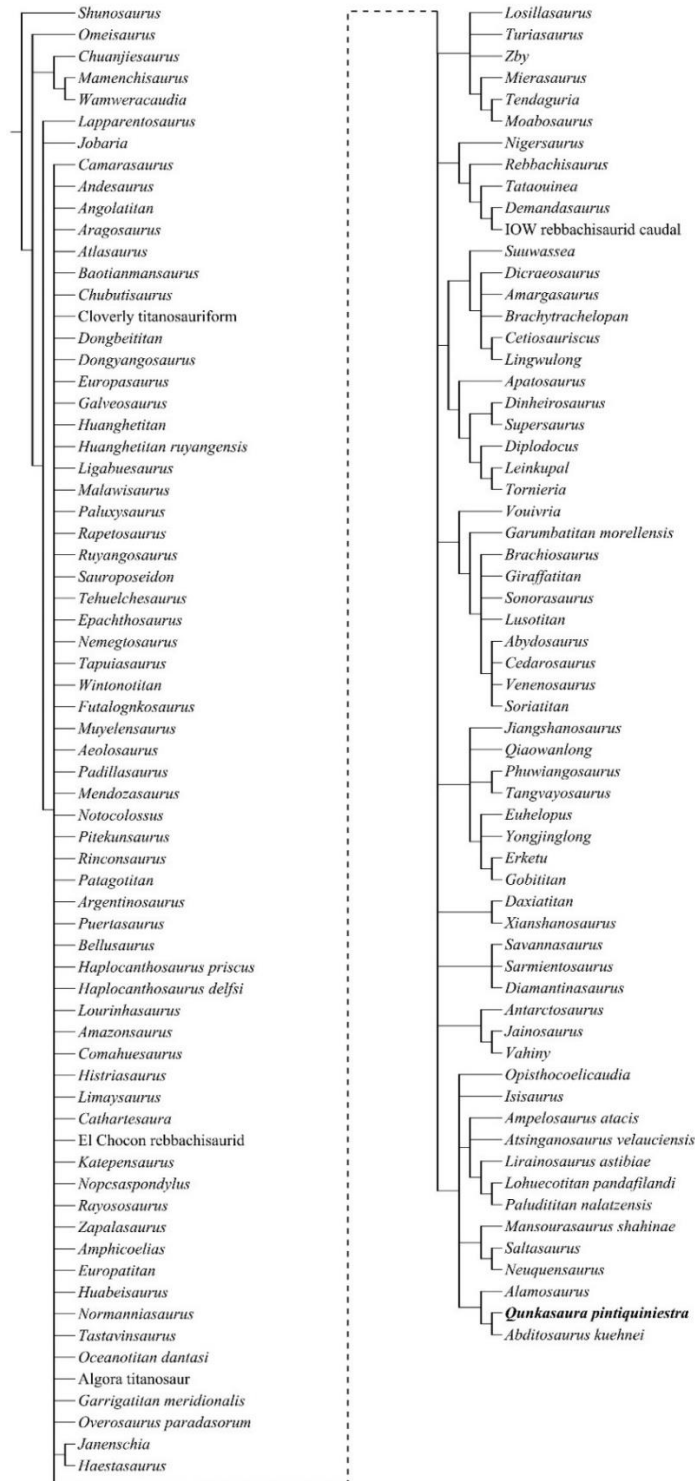 Shunosaurus
Omeisaurus
Chuanjiesaurus
Mamenchisaurus
Wamweracaudia
Lapparentosaurus
Jobaria
Camarasaurus
Andesaurus
Angolatitan
Aragosaurus
Atlasaurus
Baotianmansaurus
Chubutisaurus
Cloverly titanosauriform
Dongbeititan
Dongyangosaurus
Europasaurus
Galveosaurus
Huanghetitan
Huanghetitan ruyangensis
Ligabuesaurus
Malawisaurus
Paluxysaurus
Rapetosaurus
Ruyangosaurus
Sauroposeidon
Tehuelchesaurus
Epachthosaurus
Nemegtosaurus
Tapuiasaurus
Wintonotitan
Futalognkosaurus
Muyelensaurus
Aeolosaurus
Padillasaurus
Mendozasaurus
Notocolossus
Pitekunsaurus
Rinconsaurus
Patagotitan
Argentinosaurus
Puertasaurus
Bellusaurus
Haplocanthosaurus priscus
Haplocanthosaurus delfsi
Lourinhasaurus
Amazonsaurus
Comahuesaurus
Histriasaurus
Limaysaurus
Cathartesaura
El Chocon rebbachisaurid
Katepensaurus
Nopcsaspondylus
Rayososaurus
Zapalasaurus
Amphicoelias
Europatitan
Huabeisaurus
Normanniasaurus
Tastavinsaurus
Oceanotitan dantasi
Algora titanosaur
Garrigatitan meridionalis
Overosaurus paradasorum
Janenschia
Haestasaurus
Losillasaurus
Turiasaurus
Zby
Mierasaurus
Tendaguria
Moabosaurus
Nigersaurus
Rebbachisaurus
Tataouinea
Demandasaurus
IOW rebbachisaurid caudal
Suuwassea
Dicraeosaurus
Amargasaurus
Brachytrachelopan
Cetiosauriscus
Lingwulong
Apatosaurus
Dinheirosaurus
Supersaurus
Diplodocus
Leinkupal
Tornieria
Vouivria
Garumbatitan morellensis
Brachiosaurus
Giraffatitan
Sonorasaurus
Lusotitan
Abydosaurus
Cedarosaurus
Venenosaurus
Soriatitan
Jiangshanosaurus
Qiaowanlong
Phuwiangosaurus
Tangvayosaurus
Euhelopus
Yongjinglong
Erketu
Gobititan
Daxiatitan
Xianshanosaurus
Savannasaurus
Sarmientosaurus
Diamantinasaurus
Antarctosaurus
Jainosaurus
Vahiny
Opisthocoelicaudia
Isisaurus
Ampelosaurus atacis
Atsinganosaurus velauciensis
Lirainosaurus astibiae
Lohuecotitan pandafilandi
Paludititan nalatzensis
Mansourasaurus shahinae
Saltasaurus
Neuquensaurus
Alamosaurus
Qunkasaura pintiquiniestra
Abditosaurus kuehnei